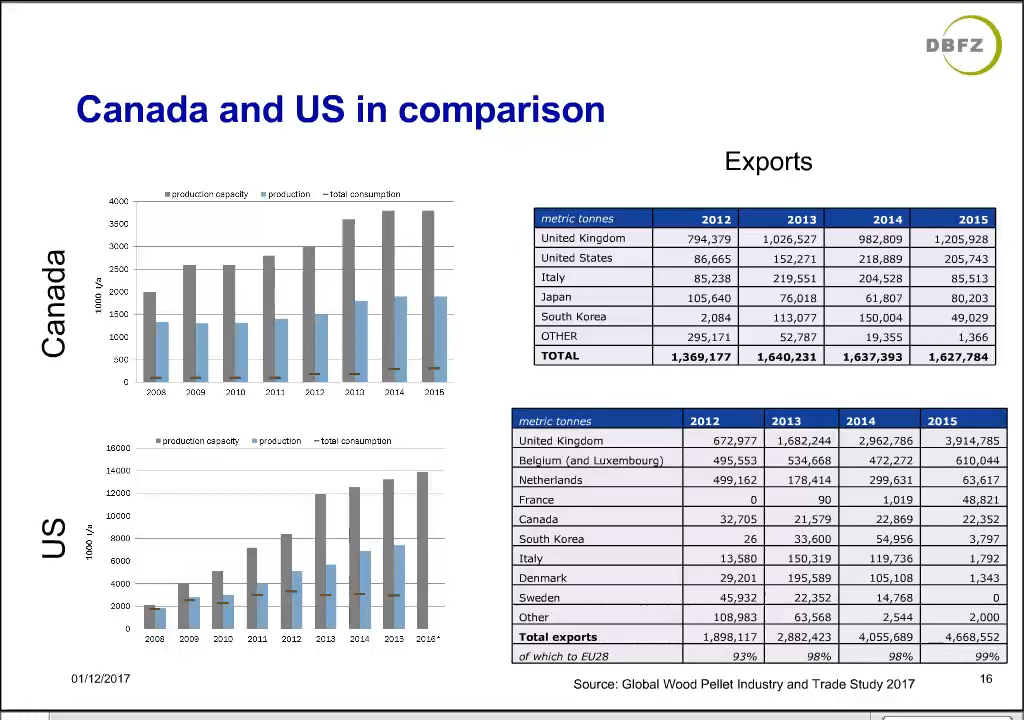 DBFZ
Canada and US in comparison
Exports
Canada
production capacity production total consumption
4000
3500
3000
2500
2000
1500
1000
500
0
1000 t/a
2008 2009 2010 2011 2012 2013 2014 2015
metric tonnes 2012 2013 2014 2015
United Kingdom 794,379 1,026,527 982,809 1,205,928
United States 86,665 152,271 218,889 205,743
Italy 85,238 219,551 204,528 85,513
Japan 105,640 76,018 61,807 80,203
South Korea 2,084 113,077 150,004 49,029
OTHER 295,171 52,787 19,355 1,366
TOTAL 1,369,177 1,640,231 1,637,393 1,627,784
US
production capacity production total consumption
16000
14000
12000
10000
8000
6000
4000
2000
0
1000 t/a
2008 2009 2010 2011 2012 2013 2014 2015 2016*
metric tonnes 2012 2013 2014 2015
United Kingdom 672,977 1,682,244 2,962,786 3,914,785
Belgium (and Luxembourg) 495,553 534,668 472,272 610,044
Netherlands 499,162 178,414 299,631 63,617
France 0 90 1,019 48,821
Canada 32,705 21,579 22,869 22,352
South Korea 26 33,600 54,956 3,797
Italy 13,580 150,319 119,736 1,792
Denmark 29,201 195,589 105,108 1,343
Sweden 45,932 22,352 14,768 0
Other 108,983 63,568 2,544 2,000
Total exports 1,898,117 2,882,423 4,055,689 4,668,552
of which to EU28 93% 98% 98% 99%
01/12/2017
Source: Global Wood Pellet Industry and Trade Study 2017
16